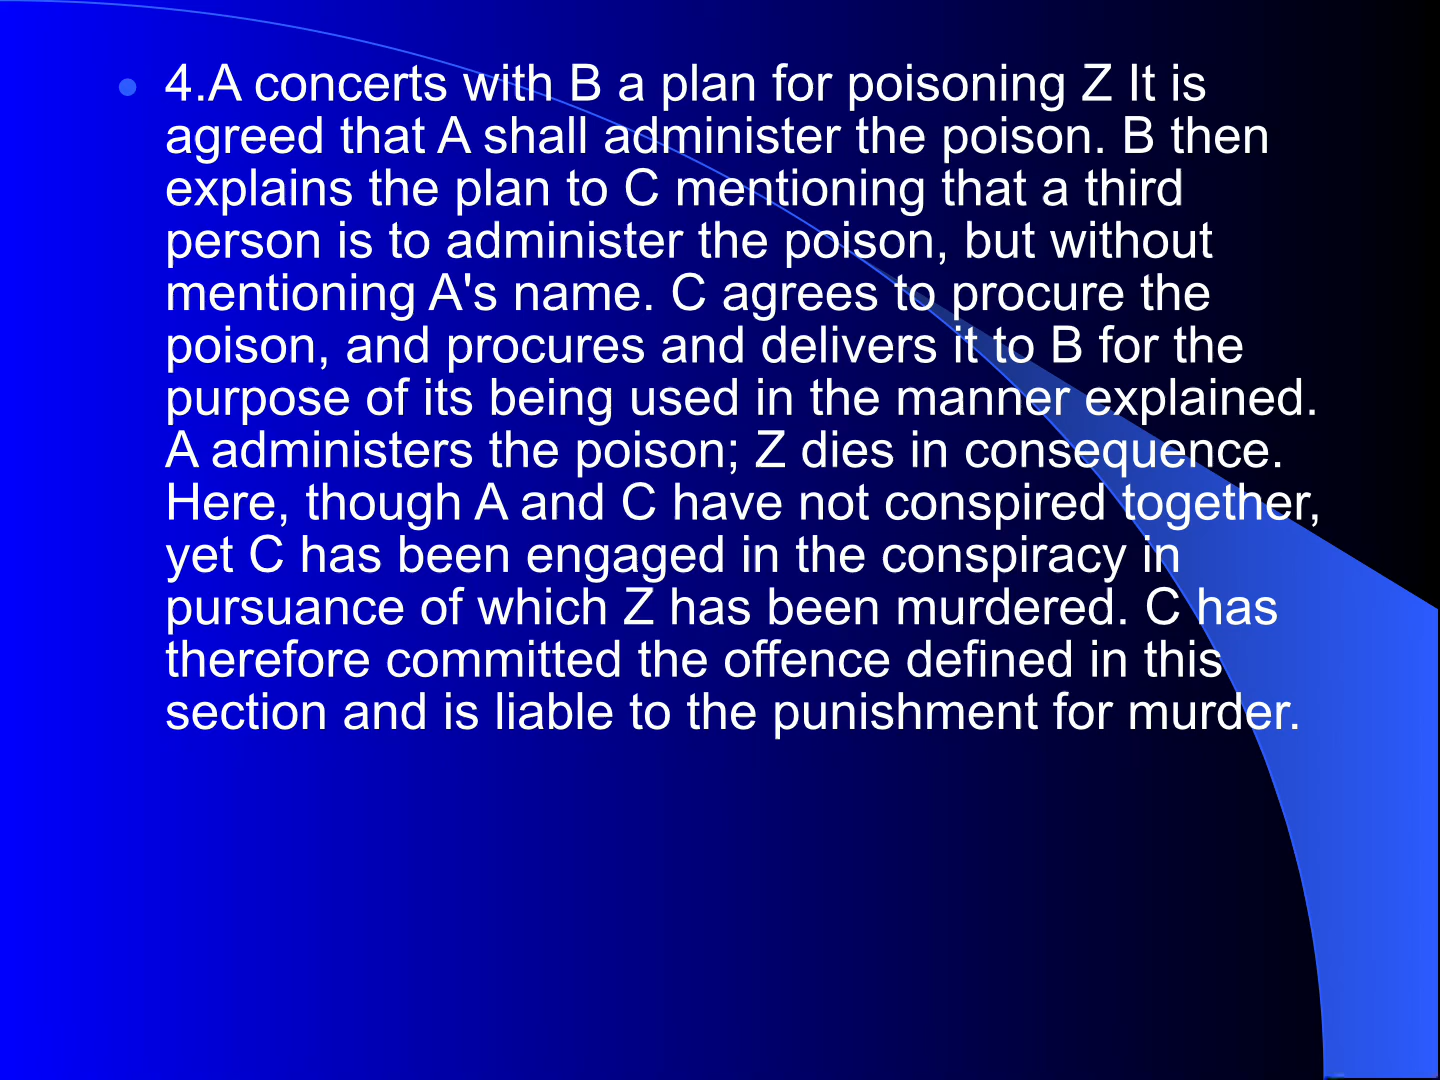 4.A concerts with B a plan for poisoning Z It is
agreed that A shall administer the poison. B then
explains the plan to C mentioning that a third
person is to administer the poison, but without
mentioning A's name. C agrees to procure the
poison, and procures and delivers it to B for the
purpose of its being used in the manner explained.
A administers the poison; Z dies in consequence.
Here, though A and C have not conspired together,
yet C has been engaged in the conspiracy in
pursuance of which Z has been murdered. C has
therefore committed the offence defined in this
section and is liable to the punishment for murder.